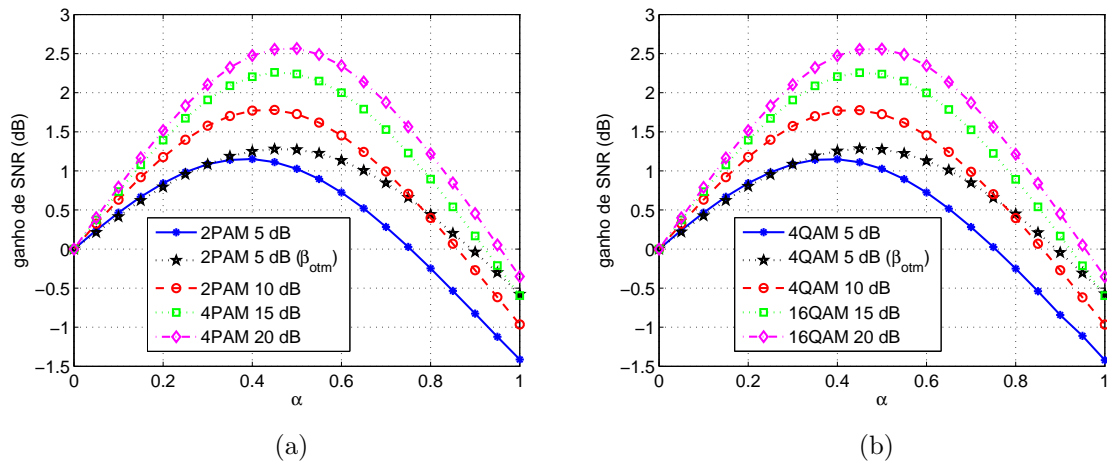 3
2.5
2
1.5
1
0.5
0
−0.5
−1
−1.5
ganho de SNR (dB)
0
0.2
0.4
0.6
0.8
1
α
2PAM 5 dB
2PAM 5 dB (βotm)
2PAM 10 dB
4PAM 15 dB
4PAM 20 dB
(a)
3
2.5
2
1.5
1
0.5
0
−0.5
−1
−1.5
ganho de SNR (dB)
0
0.2
0.4
0.6
0.8
1
α
4QAM 5 dB
4QAM 5 dB (βotm)
4QAM 10 dB
16QAM 15 dB
16QAM 20 dB
(b)